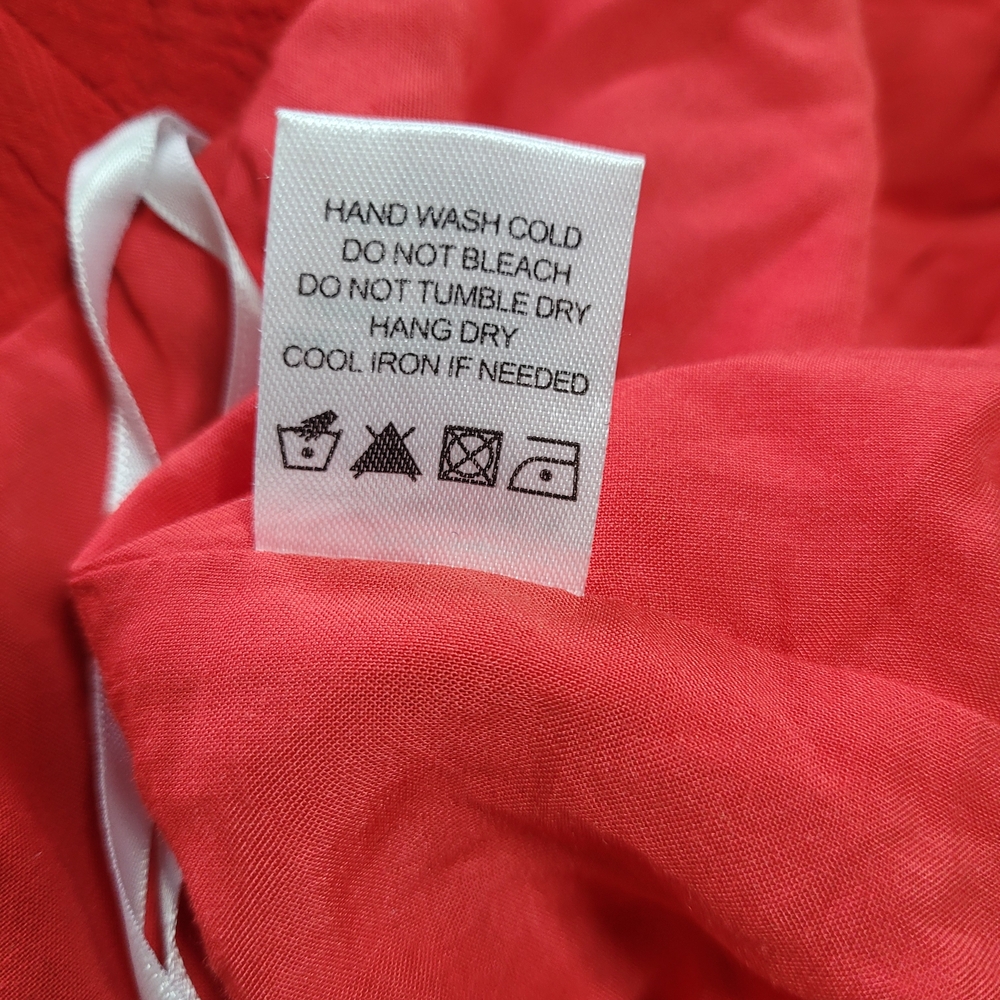 HAND WASH COLD
DO NOT BLEACH
DO NOT TUMBLE DRY
HANG DRY
COOL IRON IF NEEDED